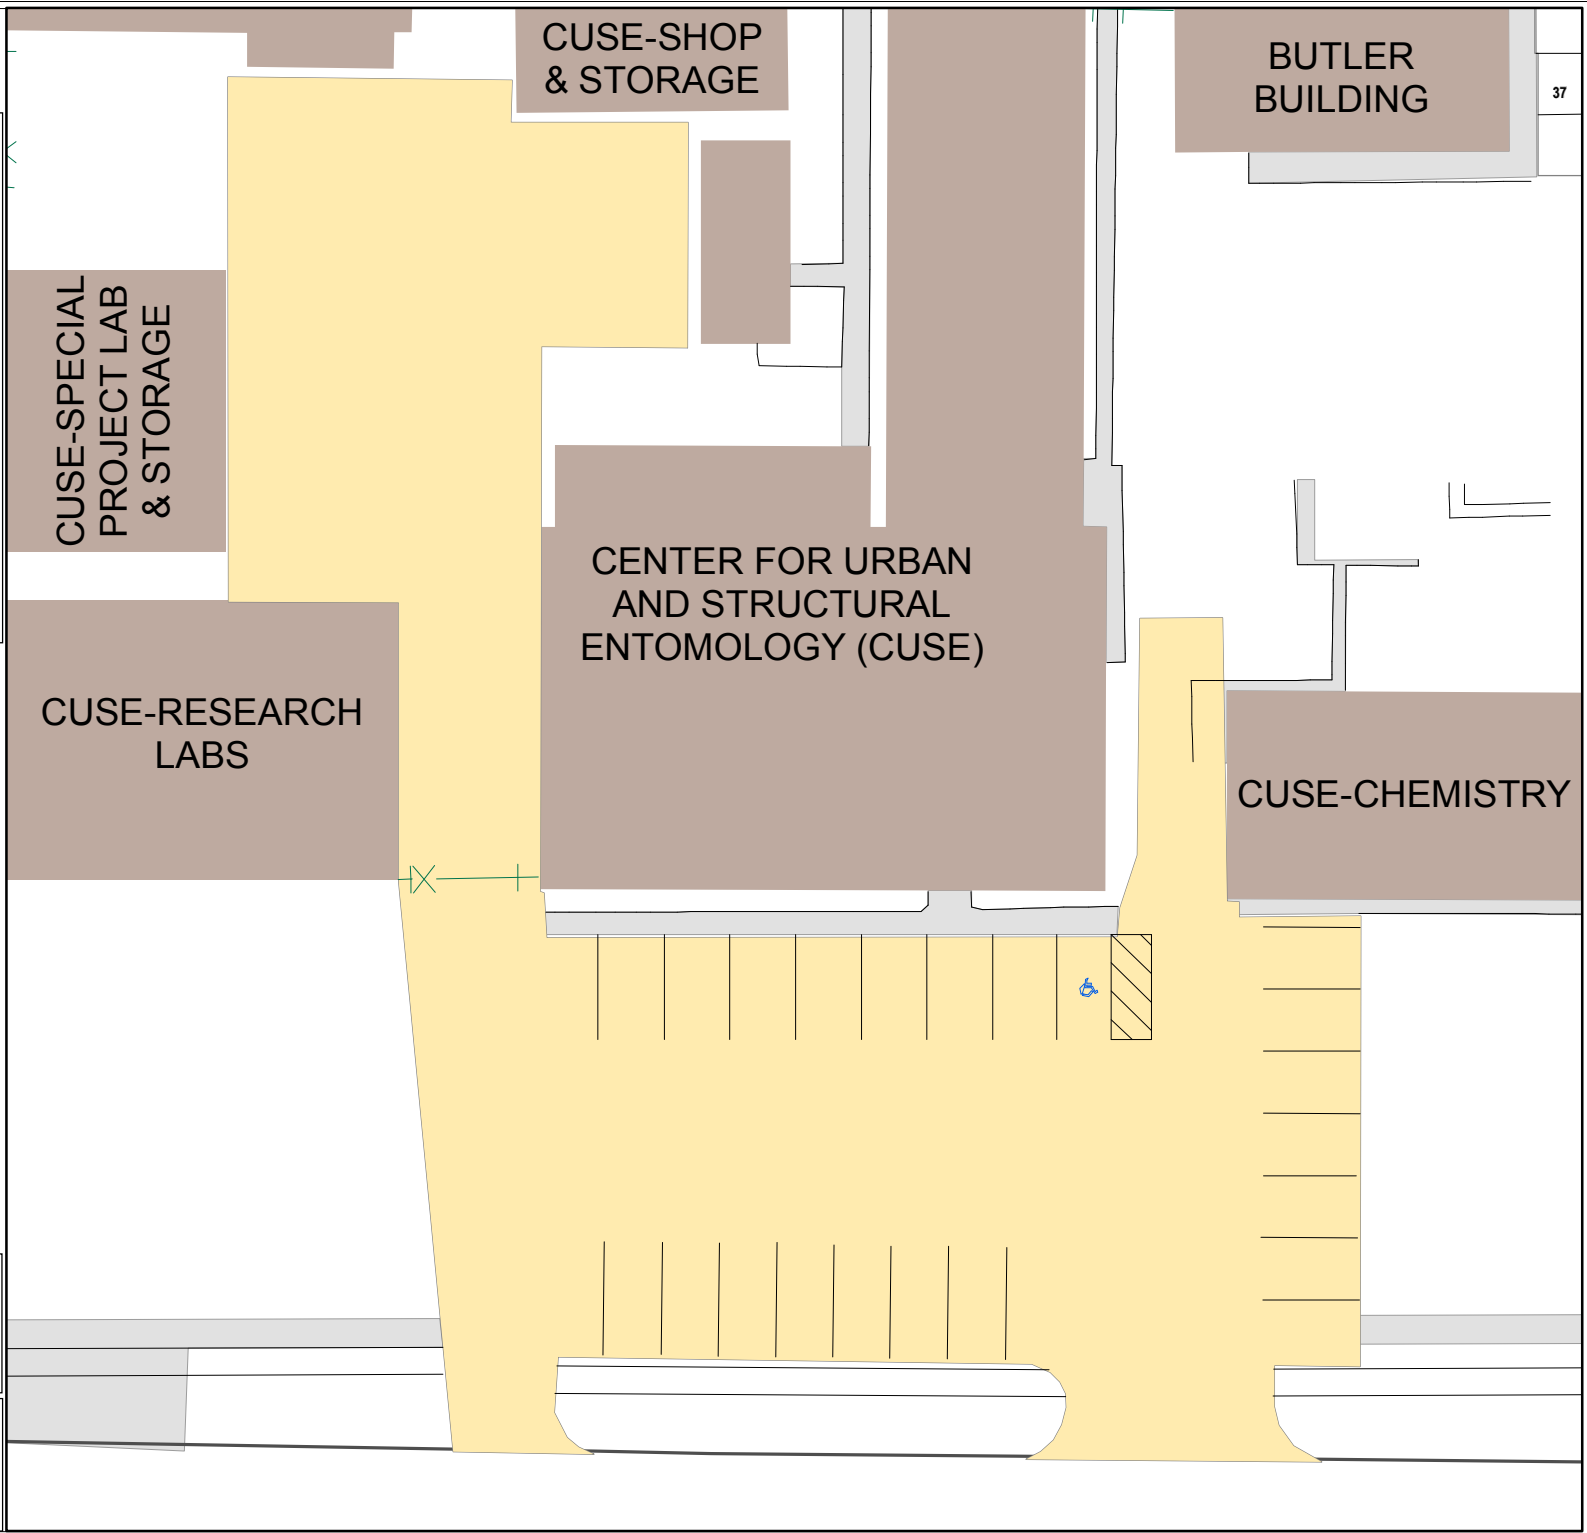 CUSE-SHOP
& STORAGE
BUTLER
BUILDING
37
CUSE-SPECIAL
PROJECT LAB
& STORAGE
CENTER FOR URBAN
AND STRUCTURAL
ENTOMOLOGY (CUSE)
CUSE-RESEARCH
LABS
CUSE-CHEMISTRY